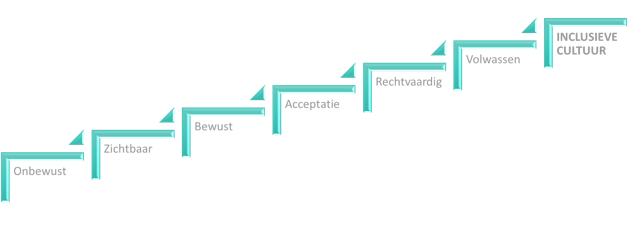 Onbewust
Zichtbaar
Bewust
Acceptatie
Rechtvaardig
Volwassen
INCLUSIEVE
CULTUUR